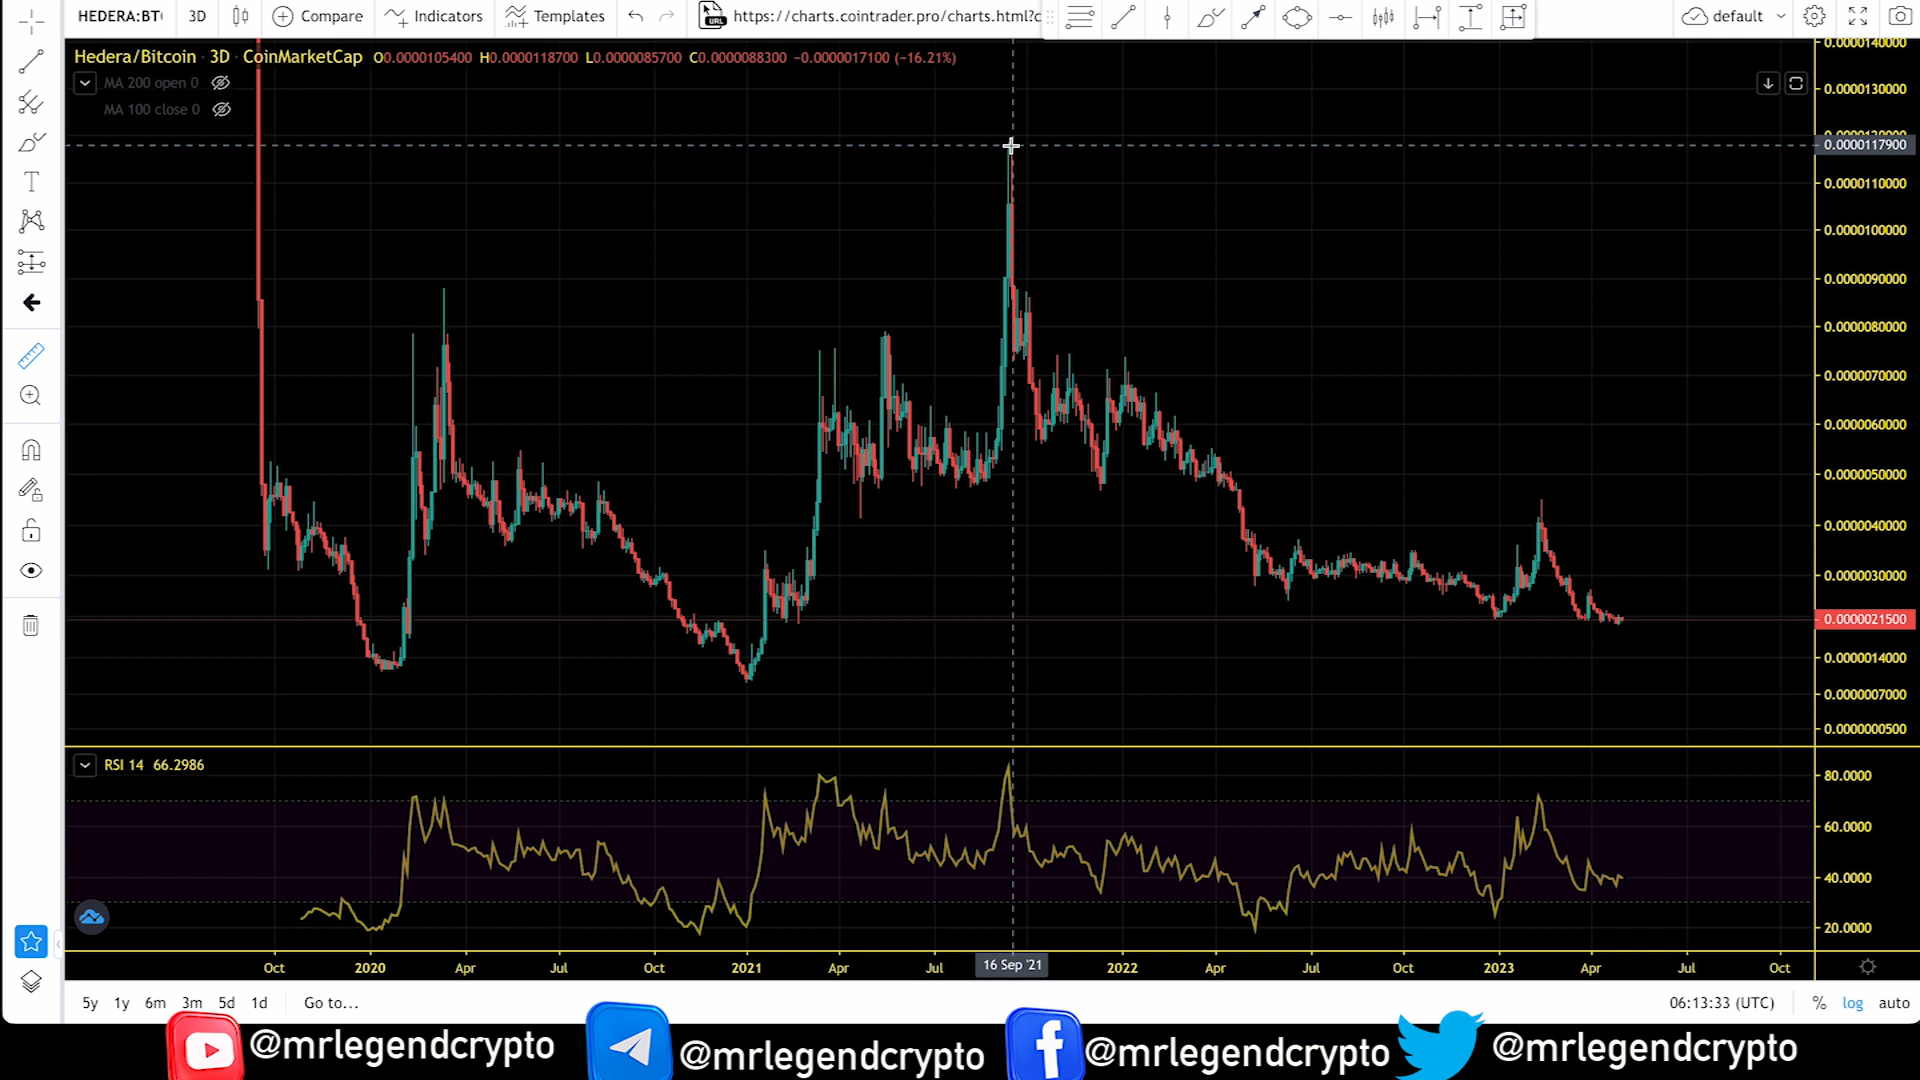 HEDERA:BT 3D Compare Indicators Templates URL https://charts.cointrader.pro/charts.html?c default
Hedera/Bitcoin · 3D · CoinMarketCap O0.0000105400 H0.0000118700 L0.0000085700 C0.0000088300 −0.0000017100 (−16.21%)
MA 200 open 0
MA 100 close 0
0.0000140000
0.0000130000
0.0000117900
0.0000110000
0.0000100000
0.0000090000
0.0000080000
0.0000070000
0.0000060000
0.0000050000
0.0000040000
0.0000030000
0.0000021500
0.0000014000
0.0000007000
0.0000000500
RSI 14 66.2986
80.0000
60.0000
40.0000
20.0000
Oct 2020 Apr Jul Oct 2021 Apr Jul 16 Sep '21 2022 Apr Jul Oct 2023 Apr Jul Oct
5y 1y 6m 3m 5d 1d Go to... 06:13:33 (UTC) % log auto
@mrlegendcrypto @mrlegendcrypto @mrlegendcrypto @mrlegendcrypto